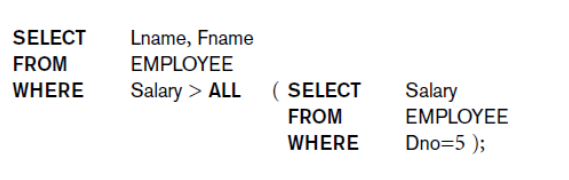 SELECT Lname, Fname
FROM EMPLOYEE
WHERE Salary > ALL ( SELECT Salary
FROM EMPLOYEE
WHERE Dno=5 );